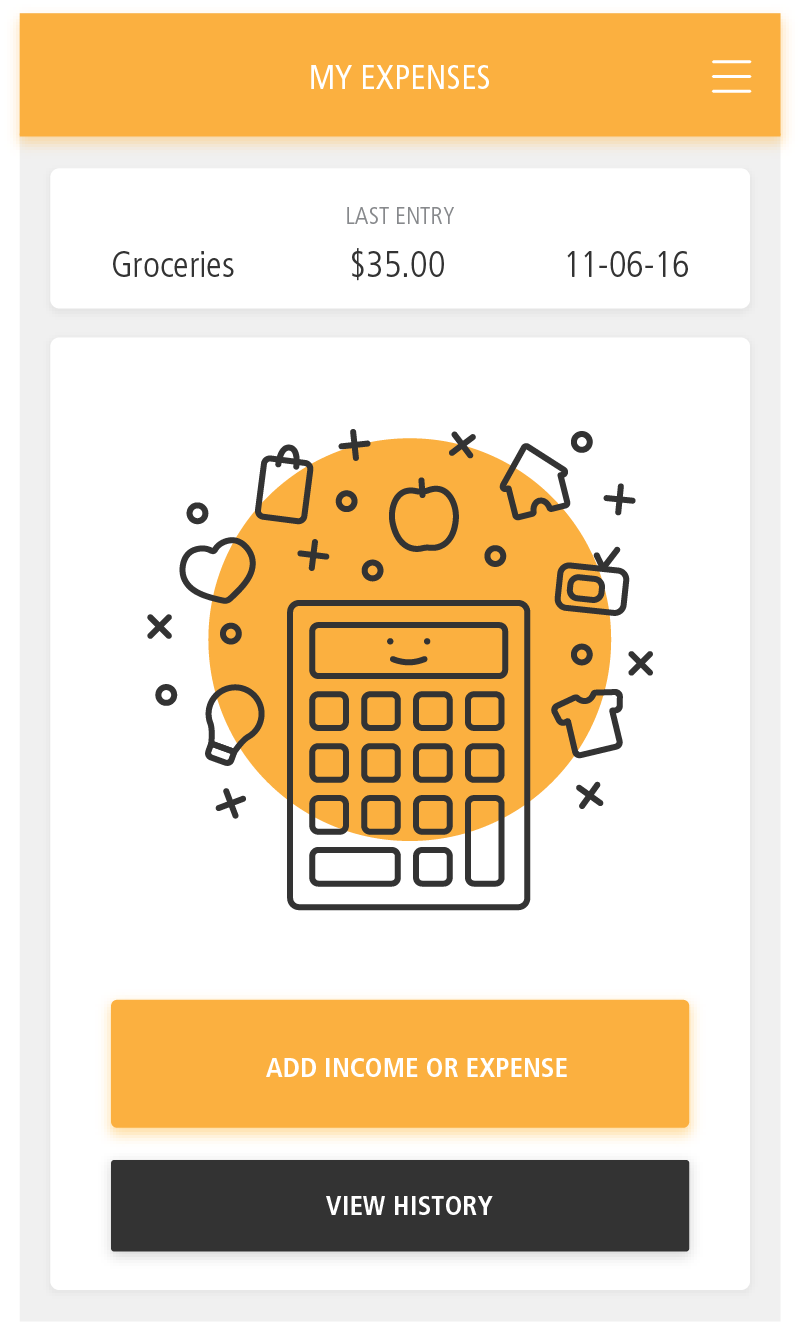 MY EXPENSES
LAST ENTRY
Groceries $35.00 11-06-16
ADD INCOME OR EXPENSE
VIEW HISTORY